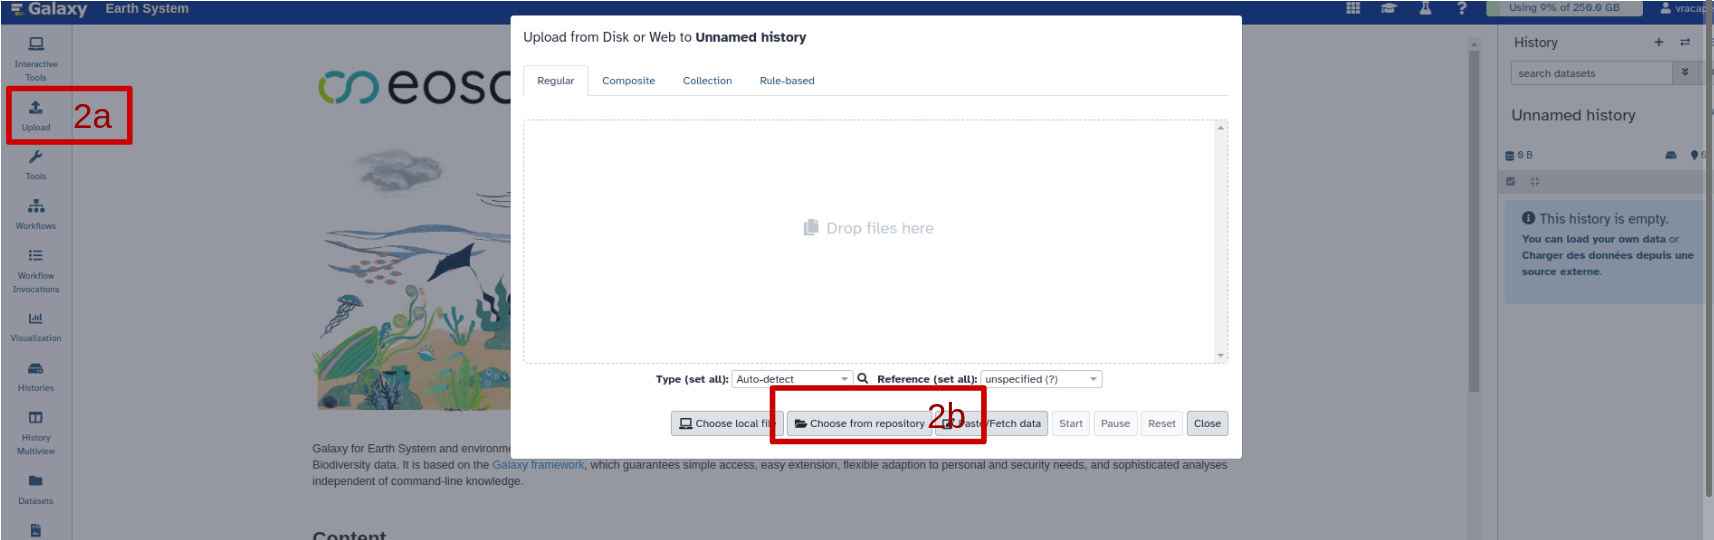 Galaxy Earth System
Using 9% of 250.0 GB
Interactive
Tools
Upload
2a
Tools
Workflows
Workflow
Invocations
Visualization
Histories
History
Multiview
Datasets
eosc
Galaxy for Earth System and environme
Biodiversity data. It is based on the Galaxy framework, which guarantees simple access, easy extension, flexible adaption to personal and security needs, and sophisticated analyses
independent of command-line knowledge.
Content
Upload from Disk or Web to Unnamed history
Regular Composite Collection Rule-based
Drop files here
Type (set all): Auto-detect Reference (set all): unspecified (?)
Choose local file Choose from repository 2b Paste/Fetch data Start Pause Reset Close
History
search datasets
Unnamed history
0 B
This history is empty.
You can load your own data or
Charger des données depuis une
source externe.